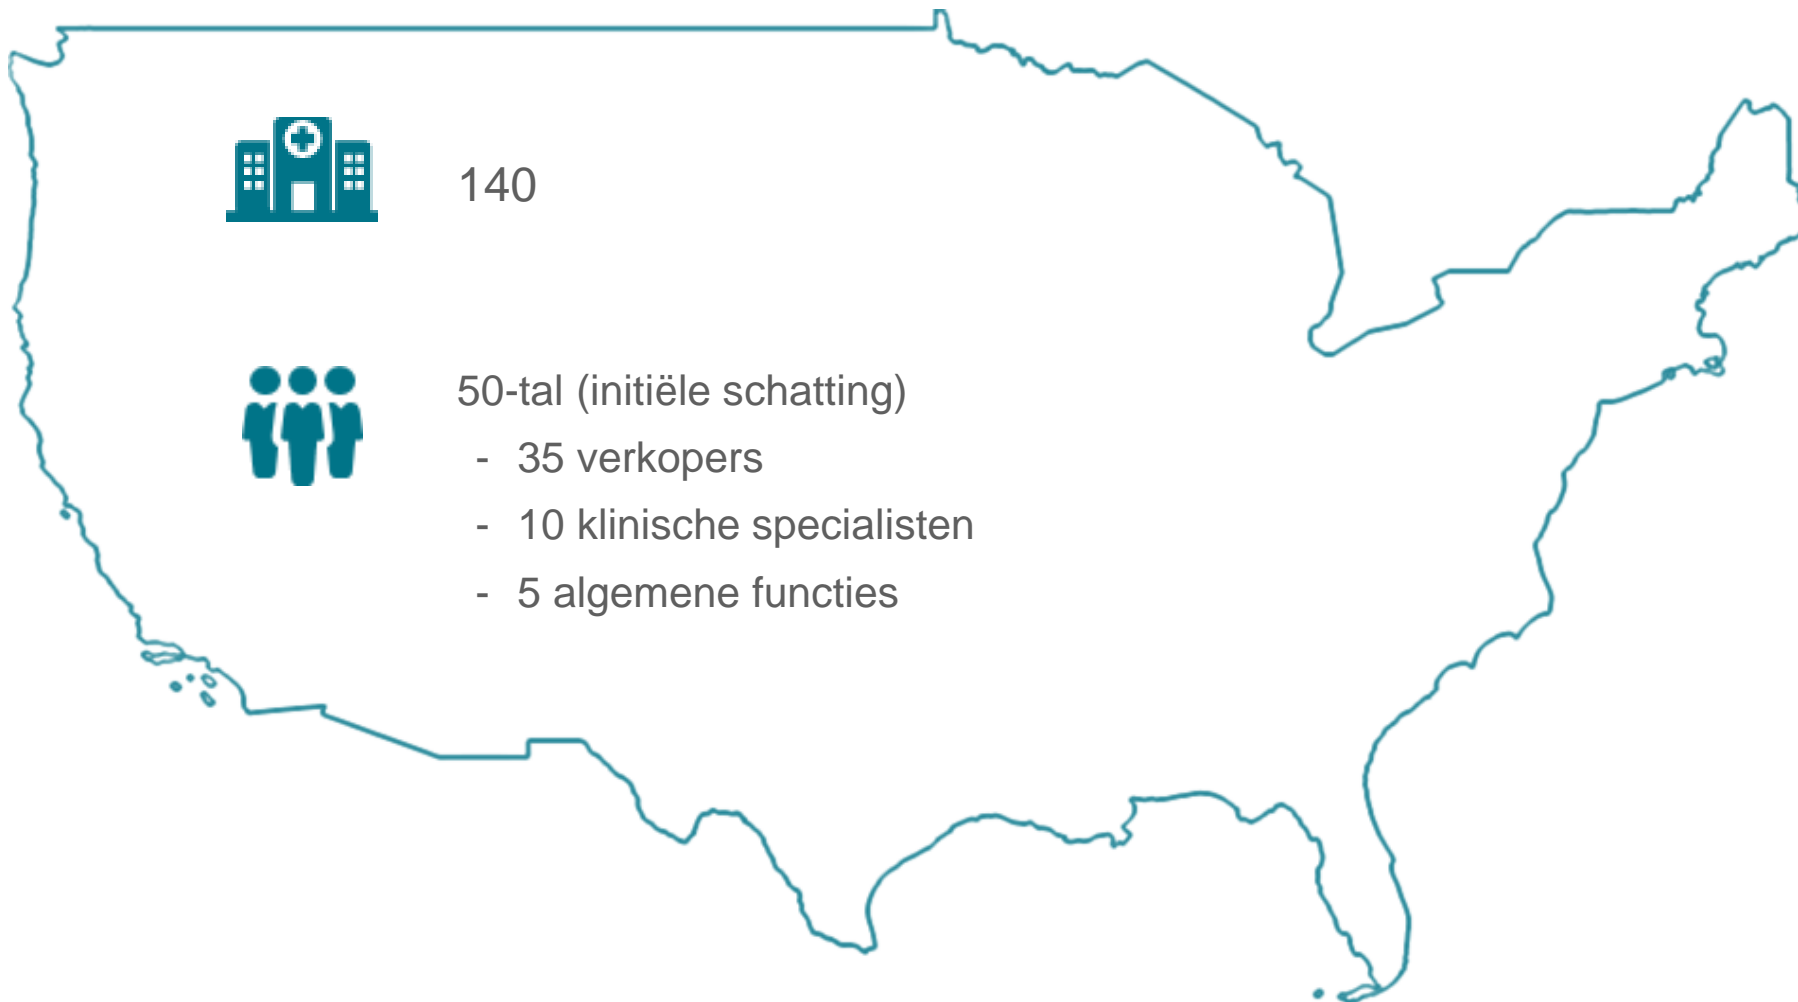 140
50-tal (initiële schatting)
- 35 verkopers
- 10 klinische specialisten
- 5 algemene functies